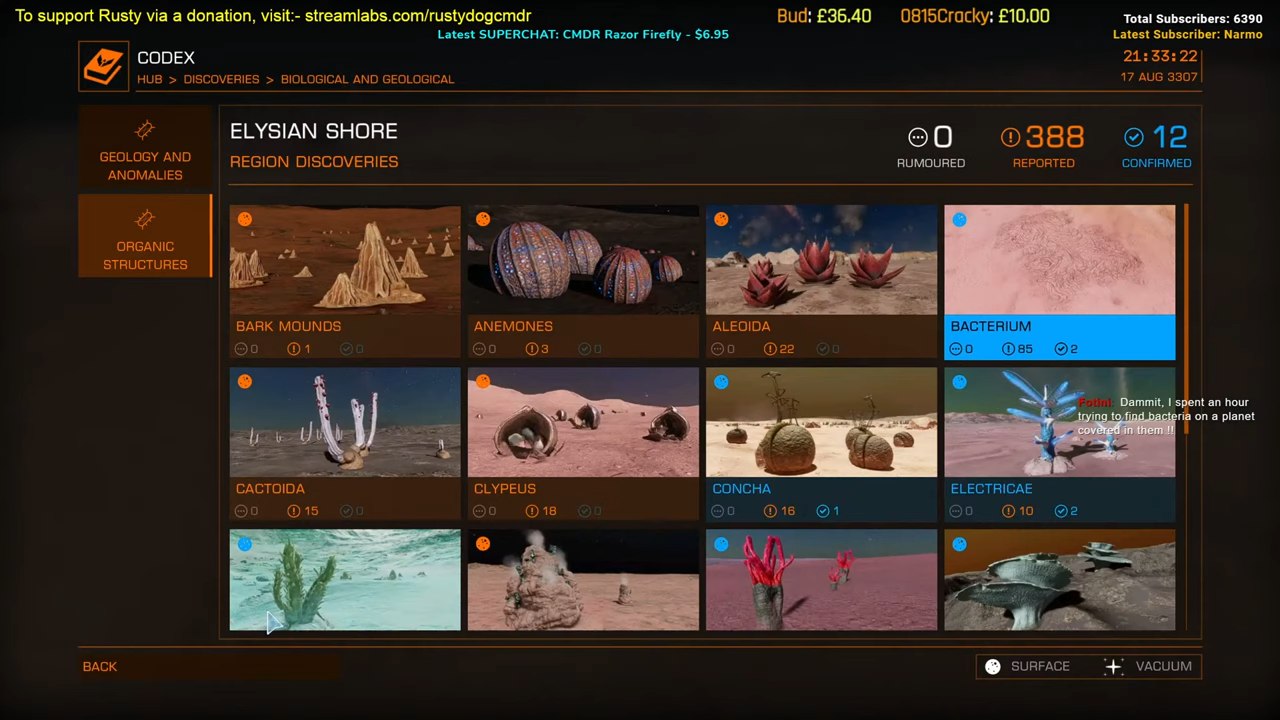 To support Rusty via a donation, visit:- streamlabs.com/rustydogcmdr
Bud: £36.40 0815Cracky: £10.00
Total Subscribers: 6390
Latest SUPERCHAT: CMDR Razor Firefly - $6.95
Latest Subscriber: Narmo
CODEX
21:33:22
HUB > DISCOVERIES > BIOLOGICAL AND GEOLOGICAL
17 AUG 3307
GEOLOGY AND
ANOMALIES
ORGANIC
STRUCTURES
ELYSIAN SHORE
REGION DISCOVERIES
0
RUMOURED
388
REPORTED
12
CONFIRMED
BARK MOUNDS
0 1 0
ANEMONES
0 3 0
ALEOIDA
0 22 0
BACTERIUM
0 85 2
CACTOIDA
0 15 0
CLYPEUS
0 18 0
CONCHA
0 16 1
ELECTRICAE
0 10 2
Fotini: Dammit, I spent an hour
trying to find bacteria on a planet
covered in them !!
BACK
SURFACE
VACUUM